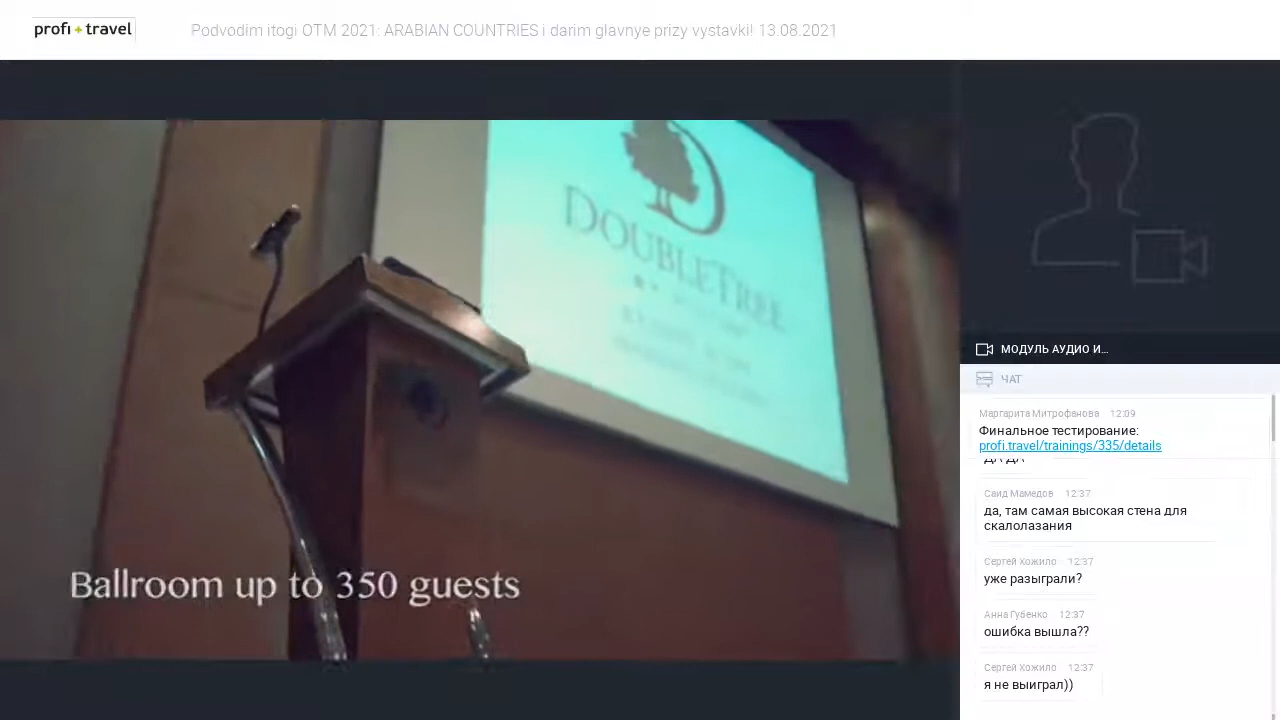 profi travel
Podvodim itogi OTM 2021: ARABIAN COUNTRIES i darim glavnye prizy vystavki! 13.08.2021
DOUBLETREE
Ballroom up to 350 guests
МОДУЛЬ АУДИО И...
ЧАТ
Маргарита Митрофанова 12:09
Финальное тестирование:
profi.travel/trainings/335/details
Саид Мамедов 12:37
да, там самая высокая стена для
скалолазания
Сергей Хожило 12:37
уже разыграли?
Анна Губенко 12:37
ошибка вышла??
Сергей Хожило 12:37
я не выиграл))